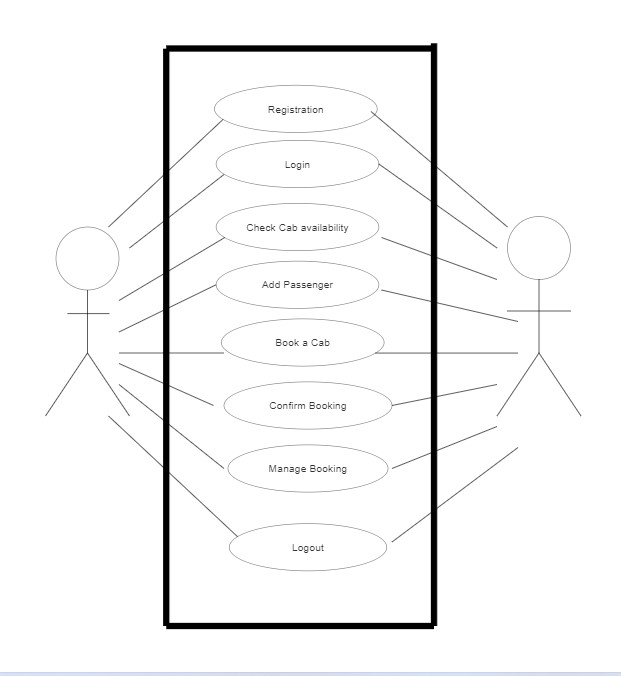 Registration
Login
Check Cab availability
Add Passenger
Book a Cab
Confirm Booking
Manage Booking
Logout